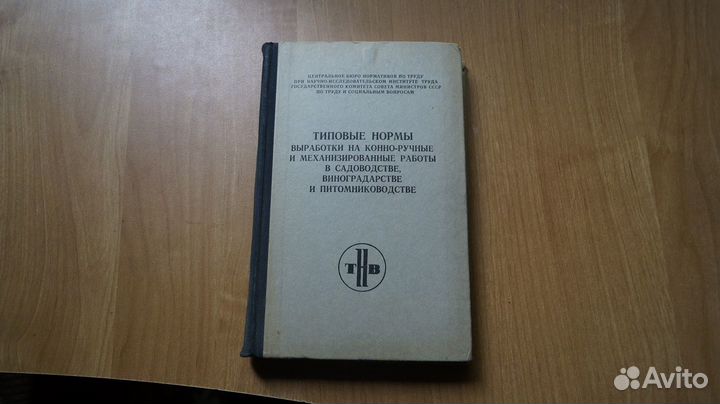 ЦЕНТРАЛЬНОЕ БЮРО НОРМАТИВОВ ПО ТРУДУ
ПРИ НАУЧНО-ИССЛЕДОВАТЕЛЬСКОМ ИНСТИТУТЕ ТРУДА
ГОСУДАРСТВЕННОГО КОМИТЕТА СОВЕТА МИНИСТРОВ СССР
ПО ТРУДУ И СОЦИАЛЬНЫМ ВОПРОСАМ
ТИПОВЫЕ НОРМЫ
ВЫРАБОТКИ НА КОННО-РУЧНЫЕ
И МЕХАНИЗИРОВАННЫЕ РАБОТЫ
В САДОВОДСТВЕ,
ВИНОГРАДАРСТВЕ
И ПИТОМНИКОВОДСТВЕ
ТНВ
Avito